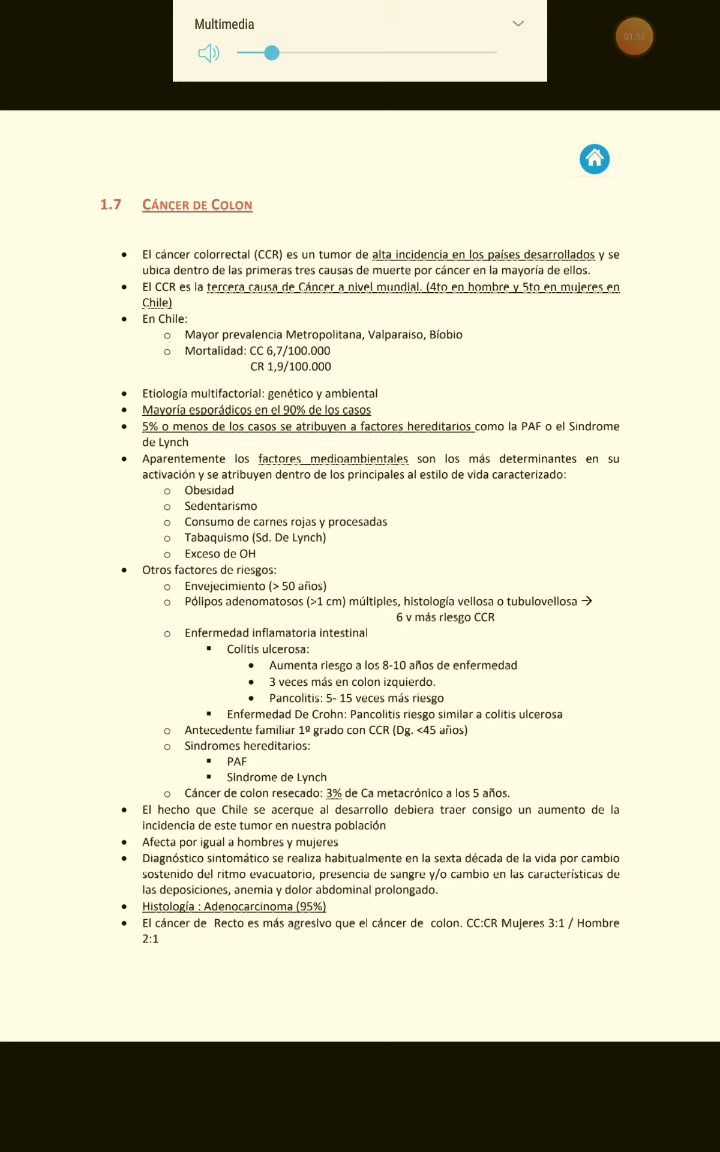 Multimedia
01:33
1.7 CÁNCER DE COLON
• El cáncer colorrectal (CCR) es un tumor de alta incidencia en los países desarrollados y se
ubica dentro de las primeras tres causas de muerte por cáncer en la mayoría de ellos.
• El CCR es la tercera causa de Cáncer a nivel mundial. (4to en hombre y 5to en mujeres en
Chile)
• En Chile:
o Mayor prevalencia Metropolitana, Valparaiso, Bíobio
o Mortalidad: CC 6,7/100.000
CR 1,9/100.000
• Etiología multifactorial: genético y ambiental
• Mayoría esporádicos en el 90% de los casos
• 5% o menos de los casos se atribuyen a factores hereditarios como la PAF o el Sindrome
de Lynch
• Aparentemente los factores medioambientales son los más determinantes en su
activación y se atribuyen dentro de los principales al estilo de vida caracterizado:
o Obesidad
o Sedentarismo
o Consumo de carnes rojas y procesadas
o Tabaquismo (Sd. De Lynch)
o Exceso de OH
• Otros factores de riesgos:
o Envejecimiento (> 50 años)
o Pólipos adenomatosos (>1 cm) múltiples, histología vellosa o tubulovellosa →
6 v más riesgo CCR
o Enfermedad inflamatoria intestinal
▪ Colitis ulcerosa:
• Aumenta riesgo a los 8-10 años de enfermedad
• 3 veces más en colon izquierdo.
• Pancolitis: 5- 15 veces más riesgo
▪ Enfermedad De Crohn: Pancolitis riesgo similar a colitis ulcerosa
o Antecedente familiar 1º grado con CCR (Dg. <45 años)
o Sindromes hereditarios:
▪ PAF
▪ Sindrome de Lynch
o Cáncer de colon resecado: 3% de Ca metacrónico a los 5 años.
• El hecho que Chile se acerque al desarrollo debiera traer consigo un aumento de la
incidencia de este tumor en nuestra población
• Afecta por igual a hombres y mujeres
• Diagnóstico sintomático se realiza habitualmente en la sexta década de la vida por cambio
sostenido del ritmo evacuatorio, presencia de sangre y/o cambio en las características de
las deposiciones, anemia y dolor abdominal prolongado.
• Histología : Adenocarcinoma (95%)
• El cáncer de Recto es más agresivo que el cáncer de colon. CC:CR Mujeres 3:1 / Hombre
2:1